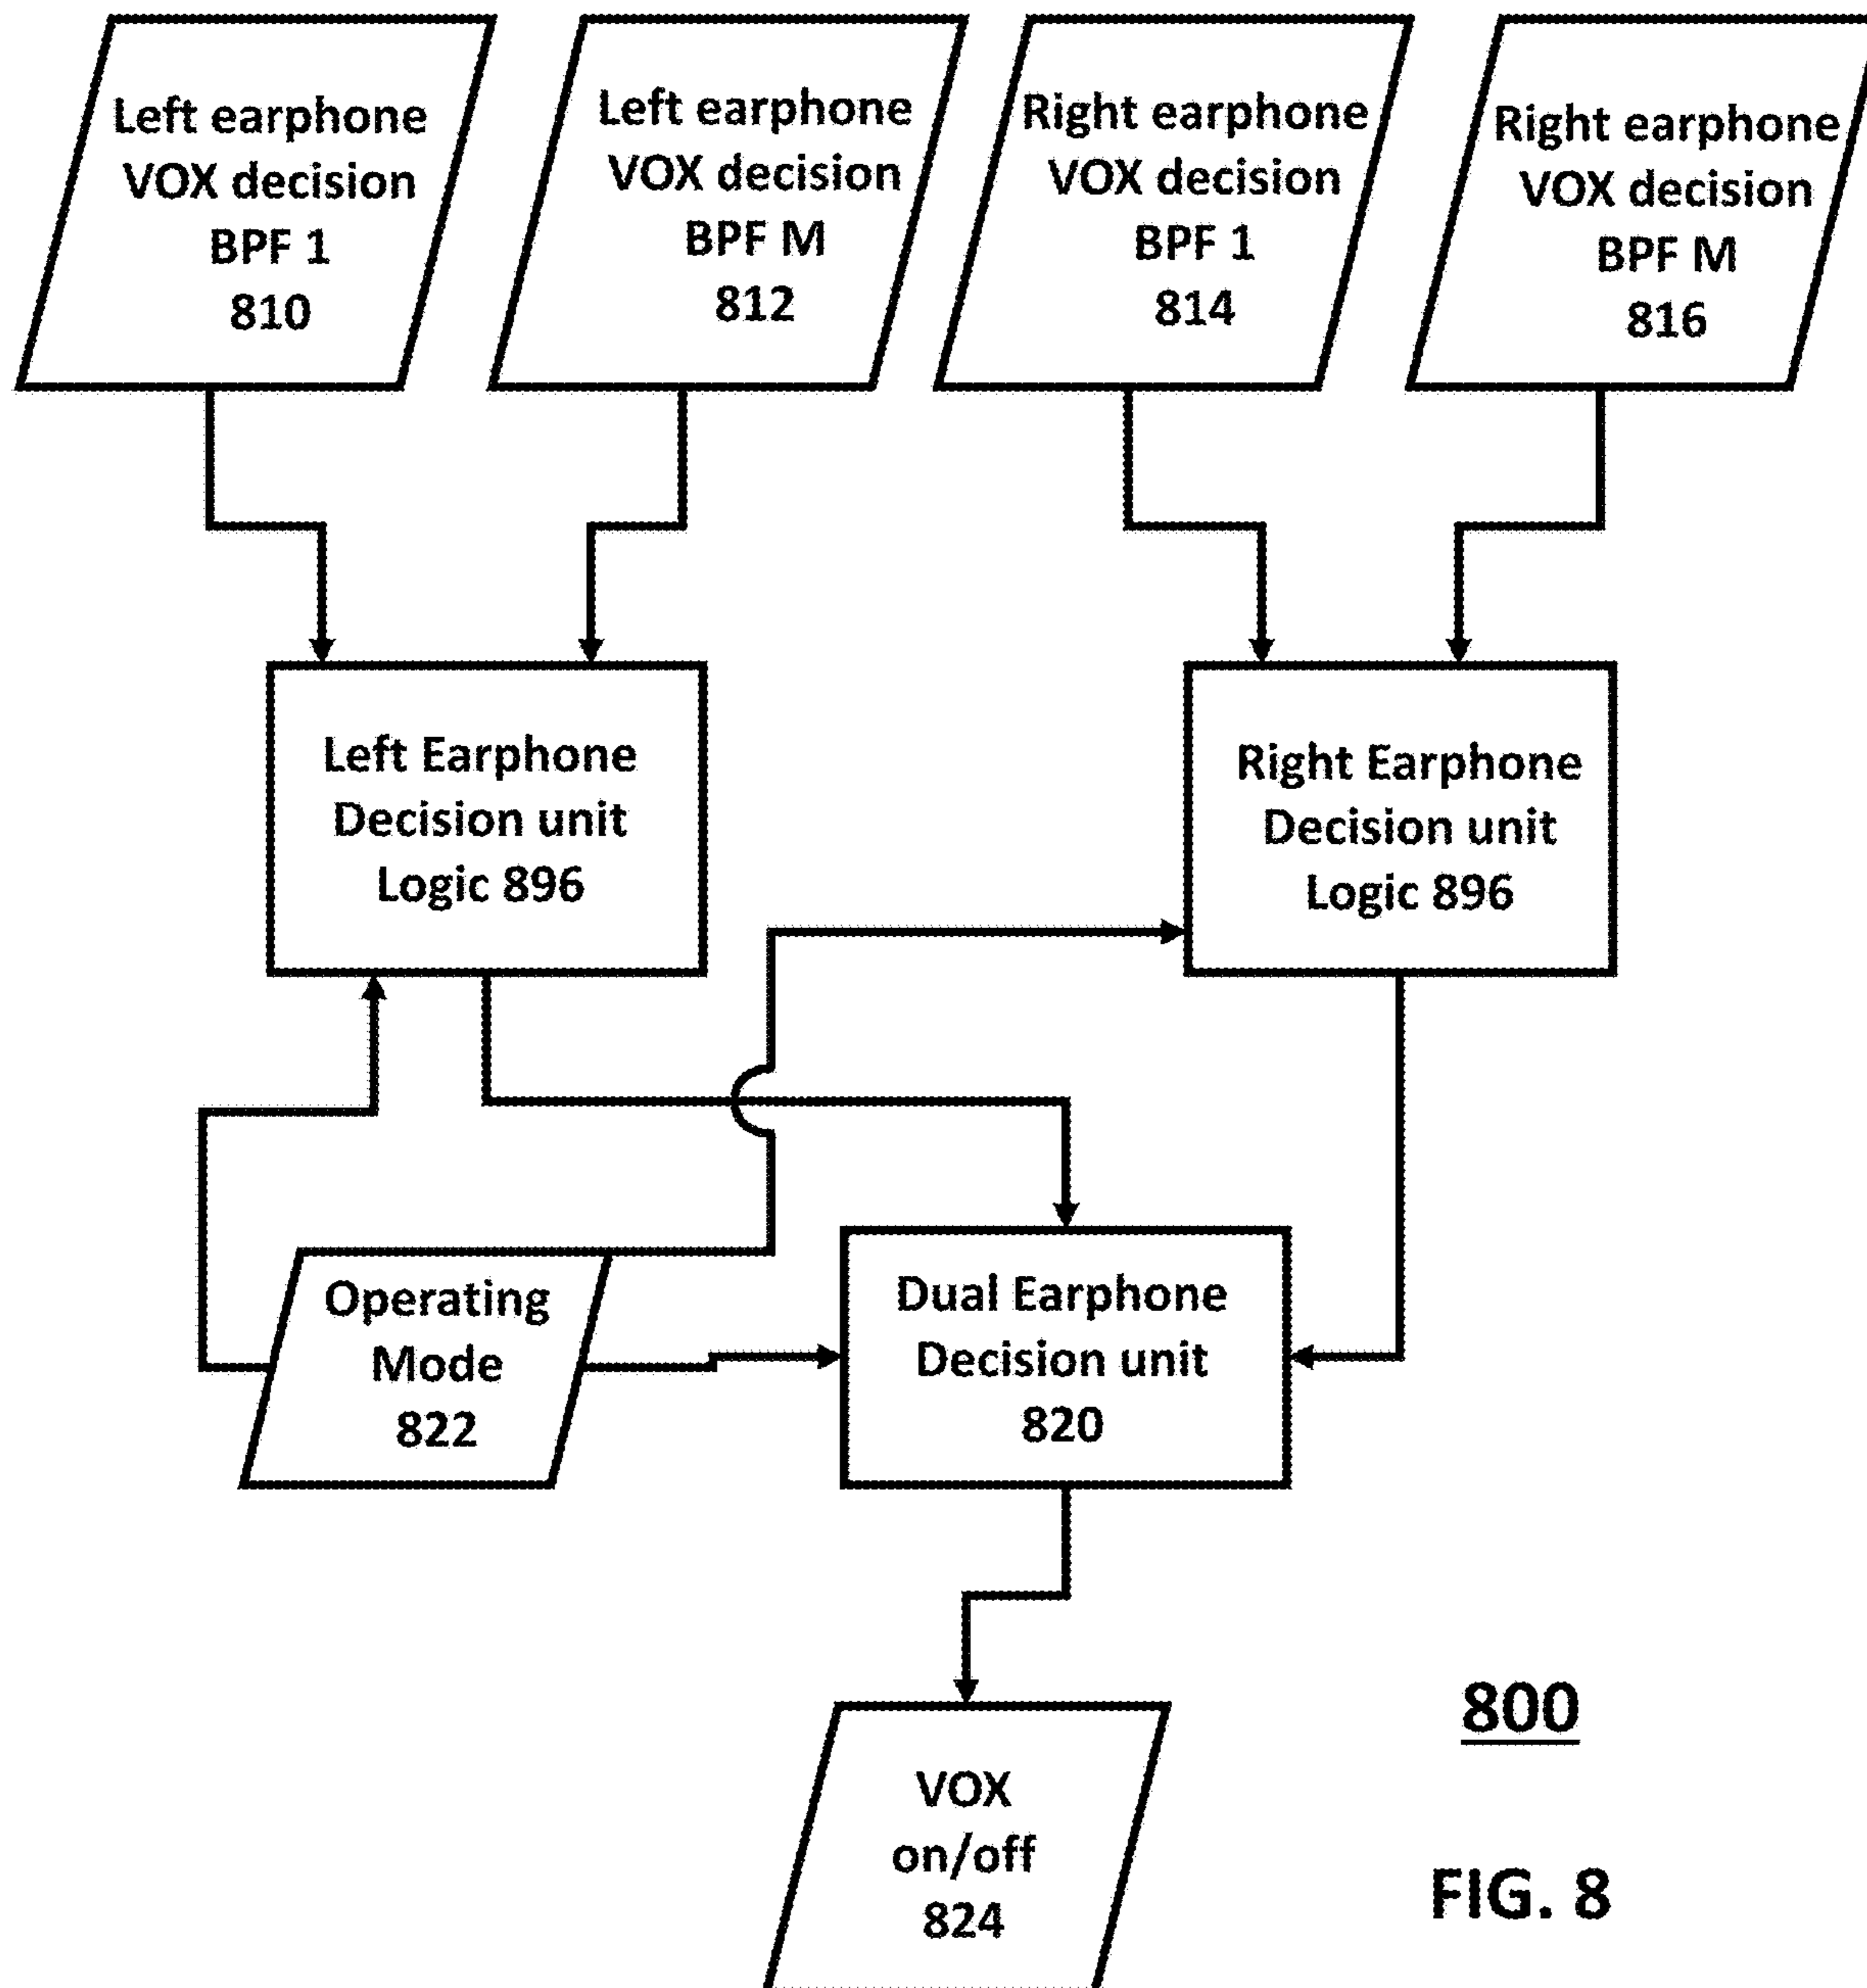 Left earphone
VOX decision
BPF 1
810
Left earphone
VOX decision
BPF M
812
Right earphone
VOX decision
BPF 1
814
Right earphone
VOX decision
BPF M
816
Left Earphone
Decision unit
Logic 896
Right Earphone
Decision unit
Logic 896
Operating
Mode
822
Dual Earphone
Decision unit
820
VOX
on/off
824
800
FIG. 8